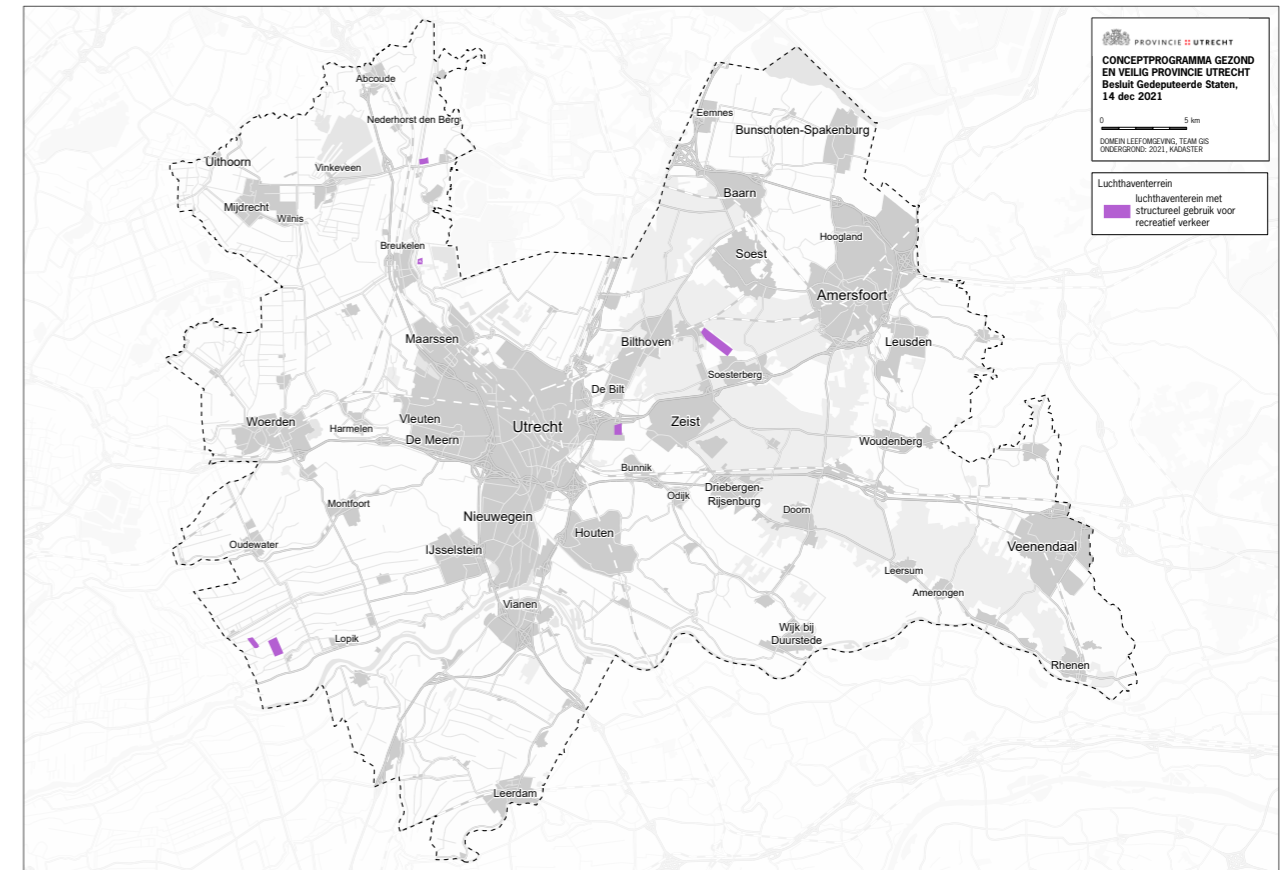 PROVINCIE UTRECHT
CONCEPTPROGRAMMA GEZOND
EN VEILIG PROVINCIE UTRECHT
Besluit Gedeputeerde Staten,
14 dec 2021
0 5 km
DOMEIN LEEFOMGEVING, TEAM GIS
ONDERGROND: 2021, KADASTER
Luchthaventerrein
luchthaventerein met
structureel gebruik voor
recreatief verkeer
Abcoude
Nederhorst den Berg
Eemnes
Bunschoten-Spakenburg
Uithoorn
Vinkeveen
Baarn
Mijdrecht
Wilnis
Hoogland
Breukelen
Soest
Amersfoort
Maarssen
Bilthoven
Leusden
Soesterberg
De Bilt
Woerden
Harmelen
Vleuten
De Meern
Utrecht
Zeist
Woudenberg
Bunnik
Odijk
Driebergen-
Rijsenburg
Montfoort
Doorn
Nieuwegein
Houten
Oudewater
IJsselstein
Veenendaal
Leersum
Amerongen
Vianen
Lopik
Wijk bij
Duurstede
Rhenen
Leerdam